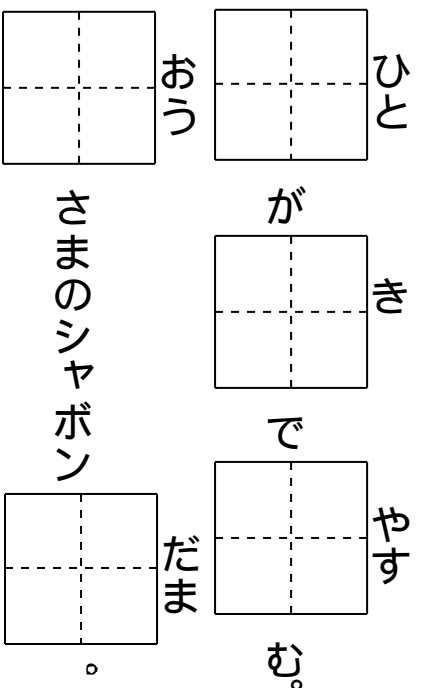 ひと
が
き
で
やす
む。
おう
さまのシャボン
だま
。